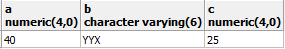 a b c
numeric(4,0) character varying(6) numeric(4,0)
40 YYX 25